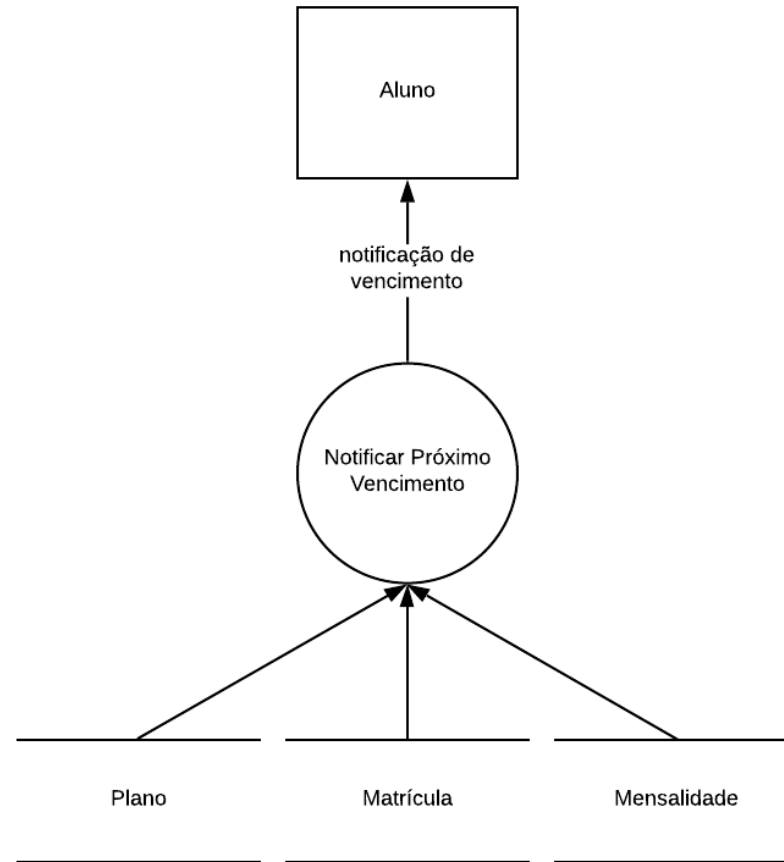 Aluno
notificação de
vencimento
Notificar Próximo
Vencimento
Plano
Matrícula
Mensalidade